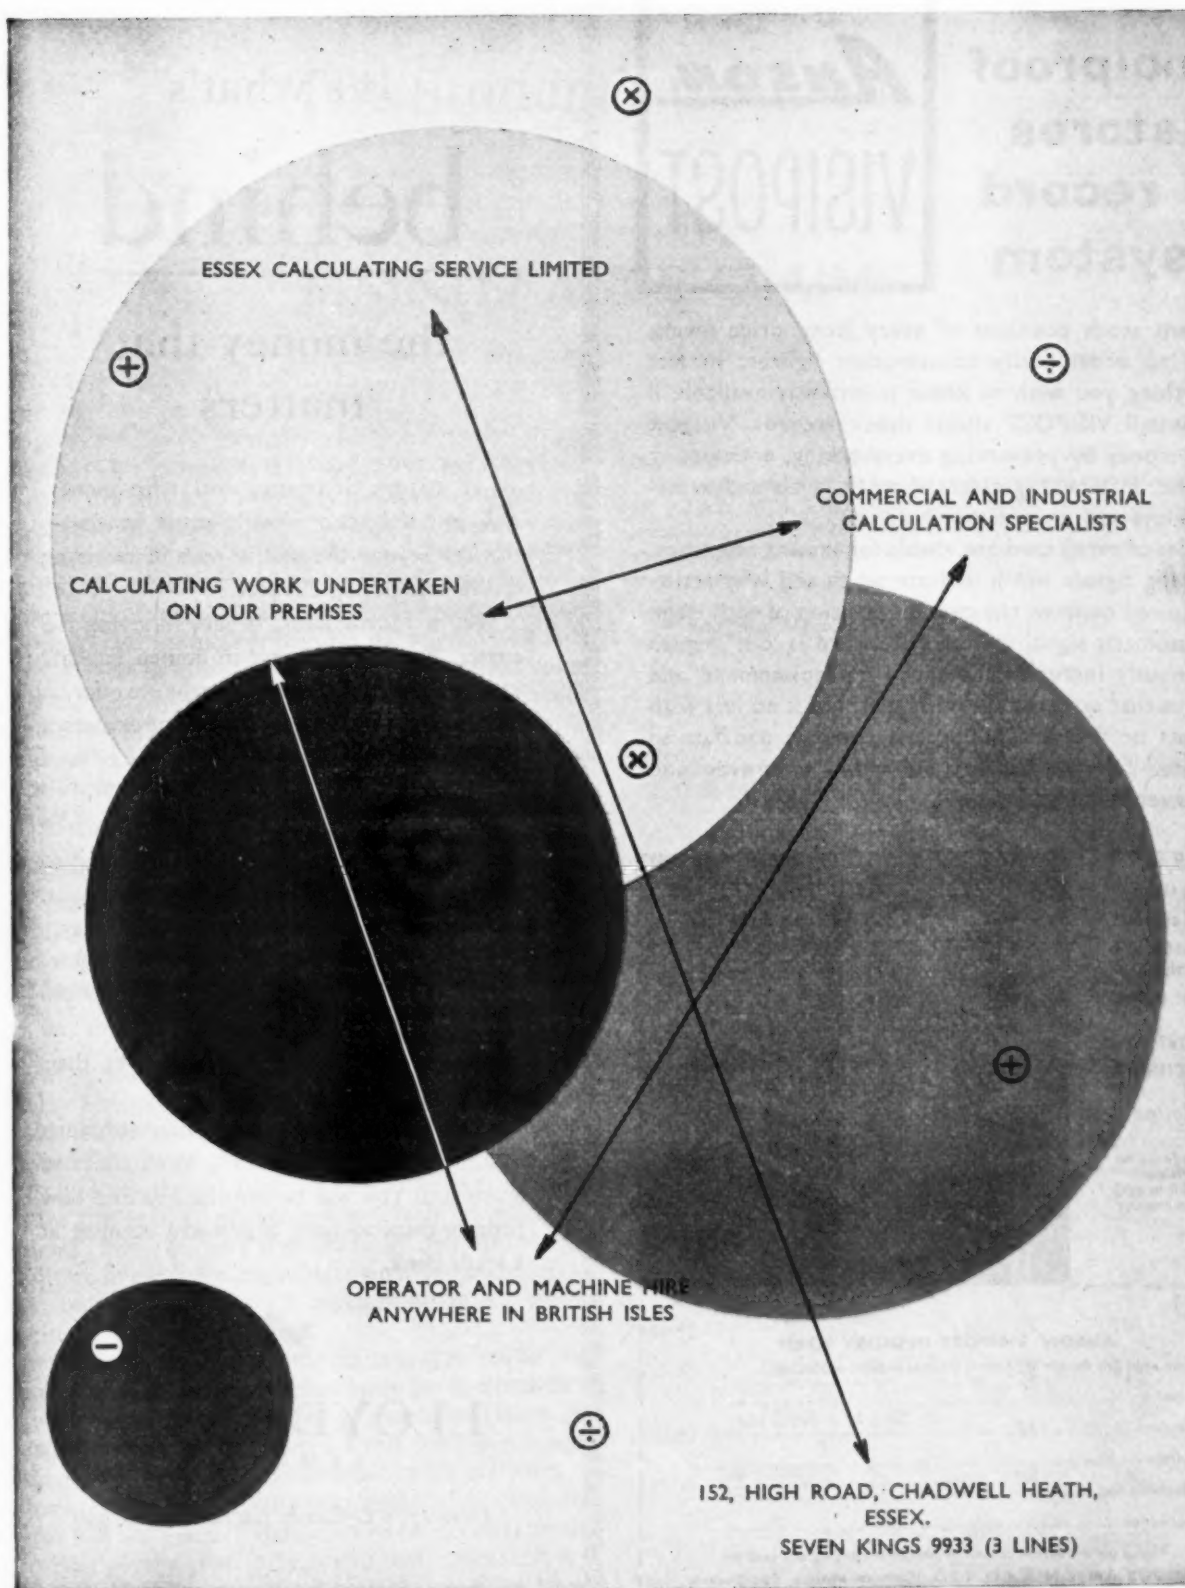 ESSEX CALCULATING SERVICE LIMITED
COMMERCIAL AND INDUSTRIAL
CALCULATION SPECIALISTS
CALCULATING WORK UNDERTAKEN
ON OUR PREMISES
OPERATOR AND MACHINE HIRE
ANYWHERE IN BRITISH ISLES
152, HIGH ROAD, CHADWELL HEATH,
ESSEX.
SEVEN KINGS 9933 (3 LINES)